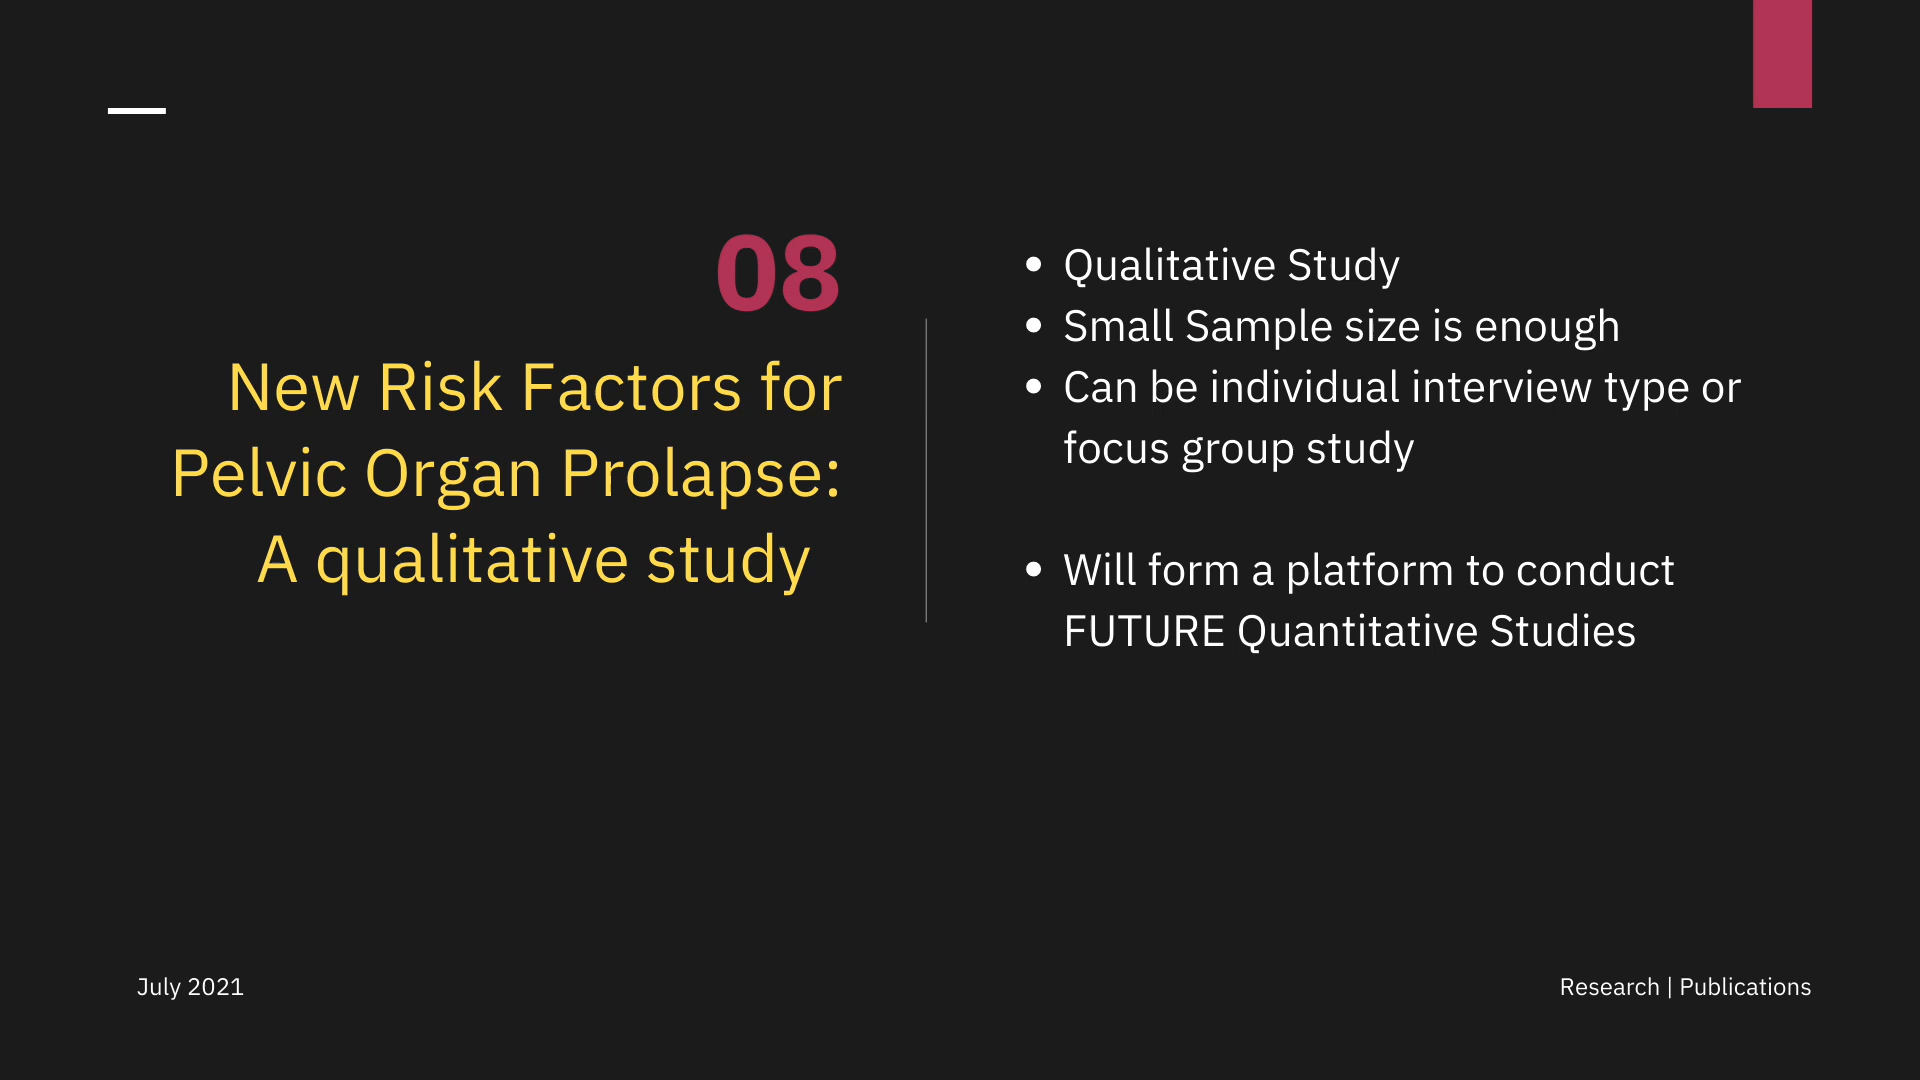 08
New Risk Factors for
Pelvic Organ Prolapse:
A qualitative study
• Qualitative Study
• Small Sample size is enough
• Can be individual interview type or
focus group study
• Will form a platform to conduct
FUTURE Quantitative Studies
July 2021
Research | Publications